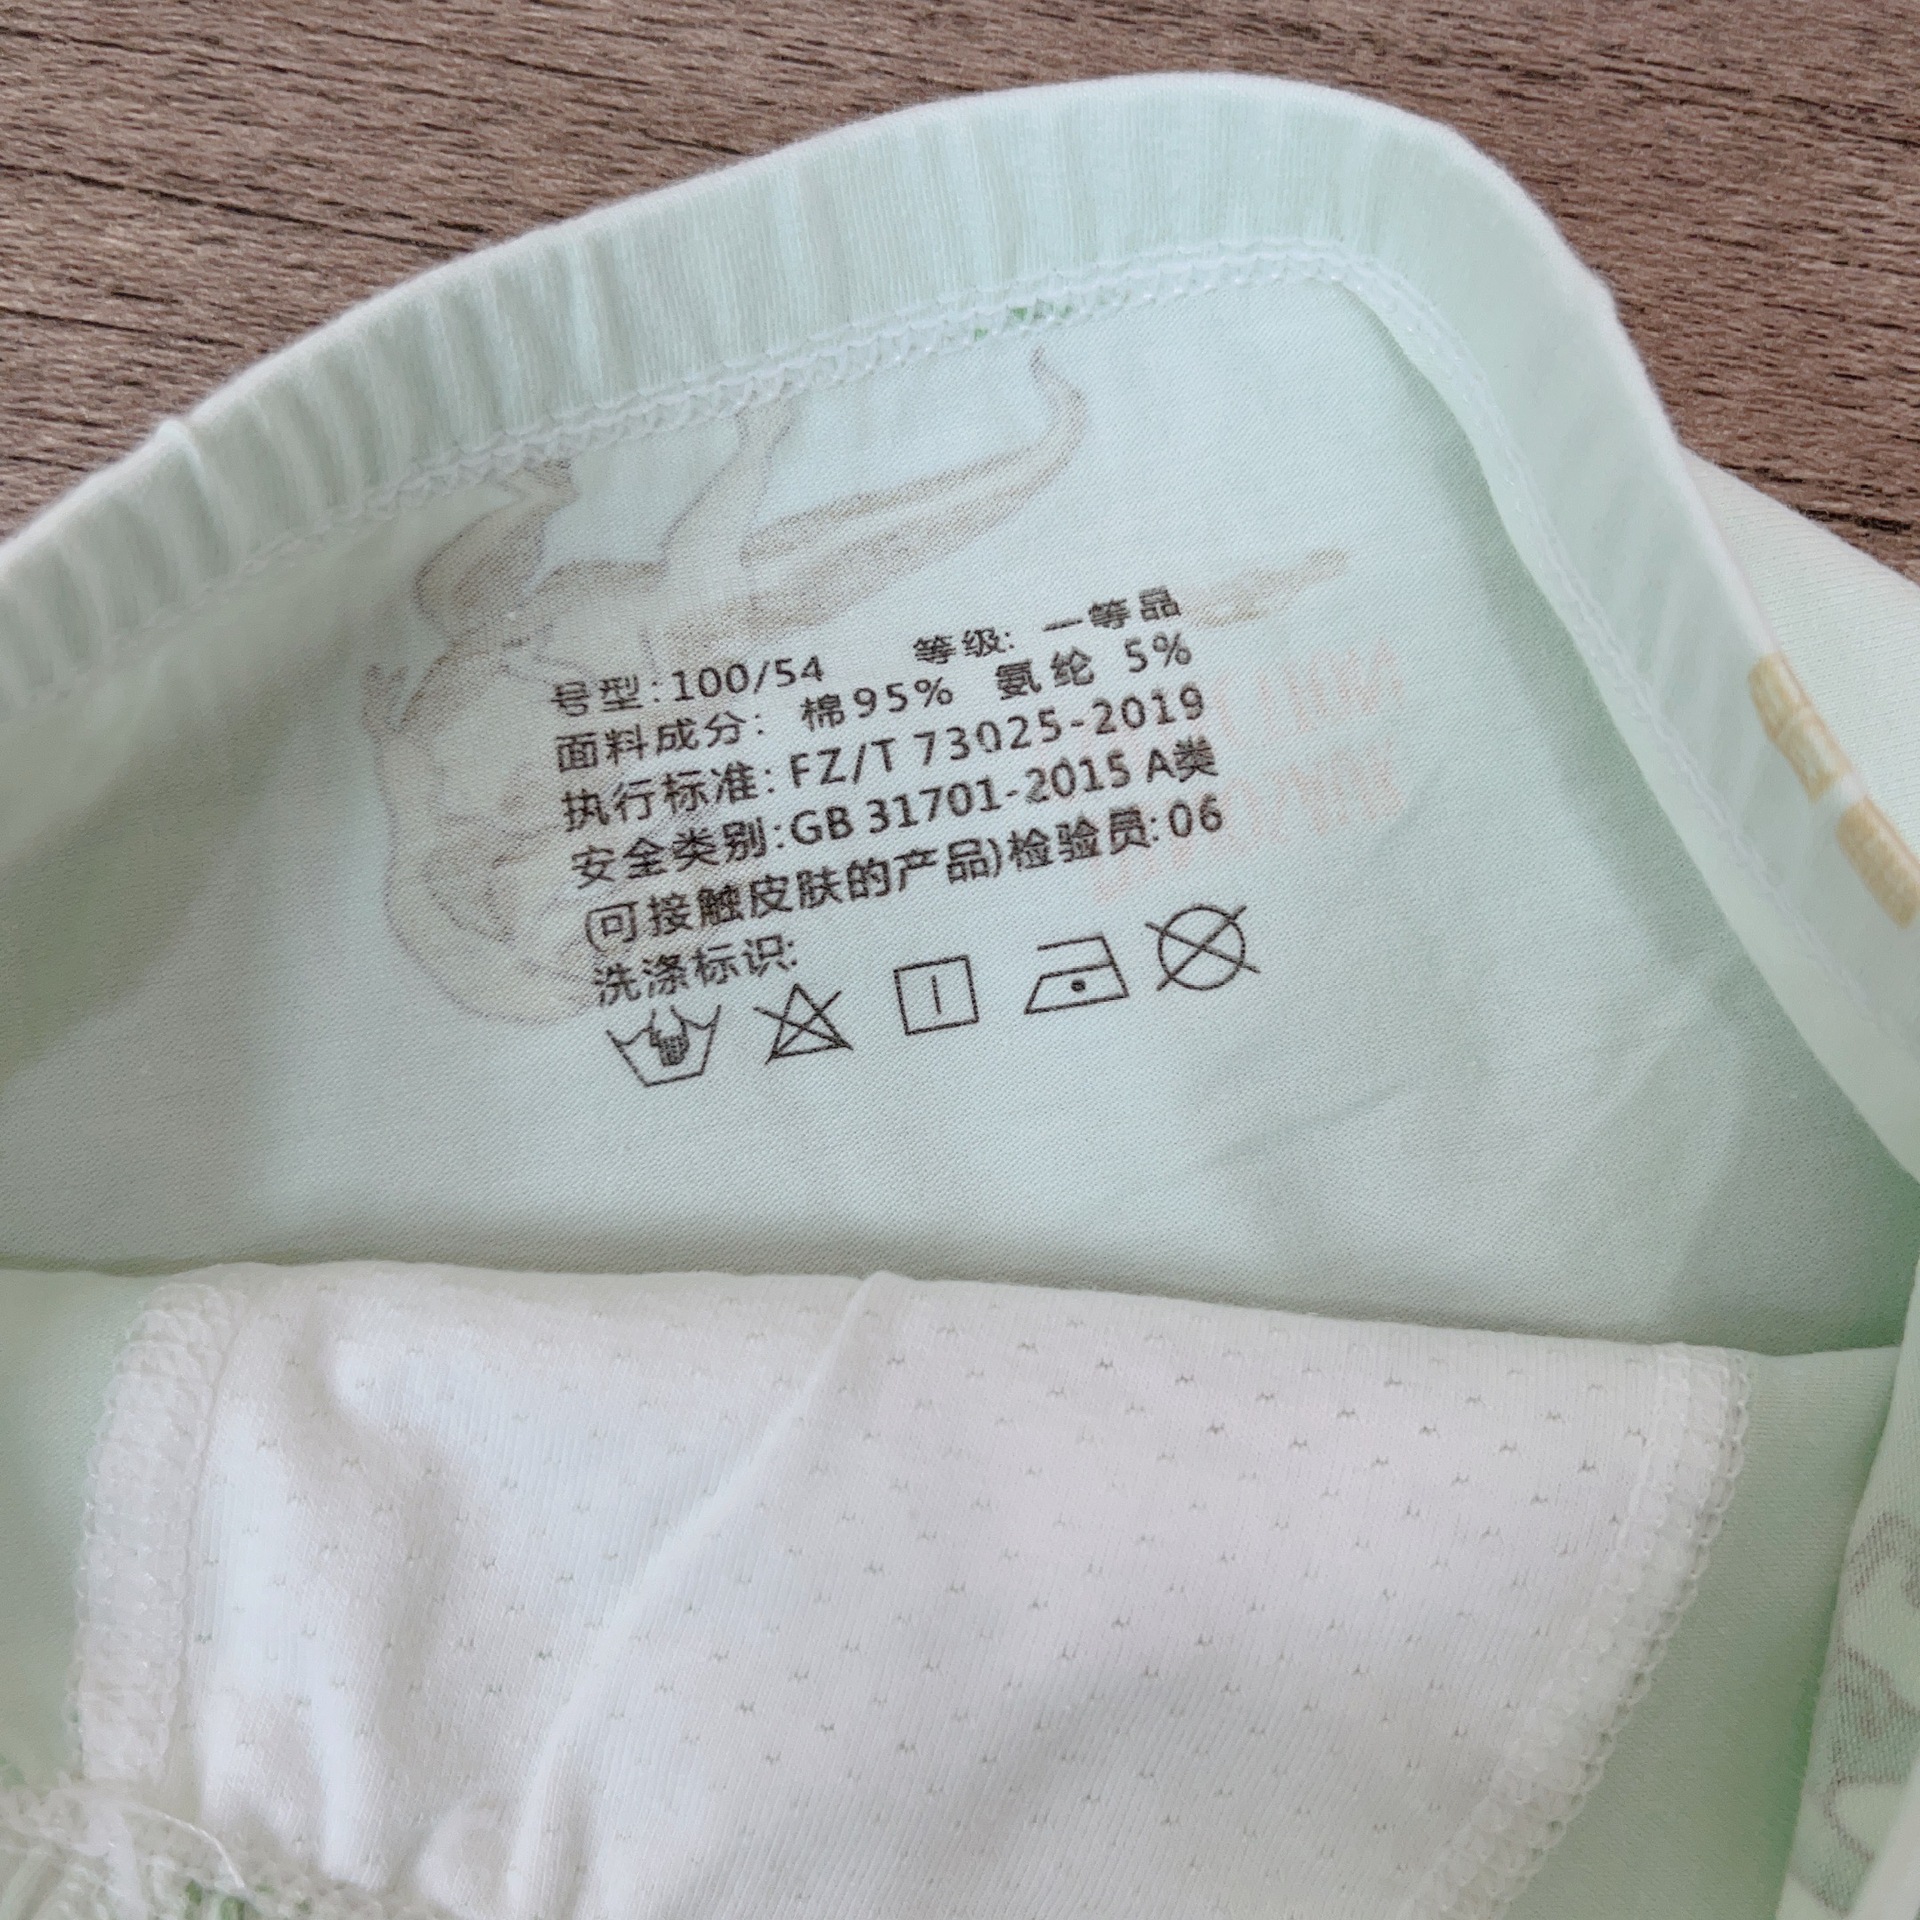 号型:100/54 等级:一等品
面料成分: 棉95% 氨纶 5%
执行标准: FZ/T 73025-2019
安全类别:GB 31701-2015 A类
(可接触皮肤的产品)检验员:06
洗涤标识: